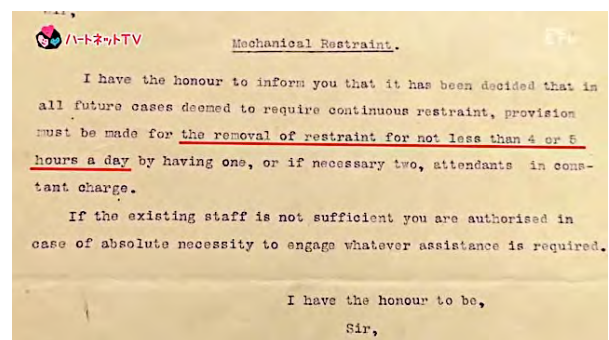 Sir,
ハートネットTV
Mechanical Restraint.
I have the honour to inform you that it has been decided that in
all future cases deemed to require continuous restraint, provision
must be made for the removal of restraint for not less than 4 or 5
hours a day by having one, or if necessary two, attendants in cons-
tant charge.
If the existing staff is not sufficient you are authorised in
case of absolute necessity to engage whatever assistance is required.
I have the honour to be,
Sir,